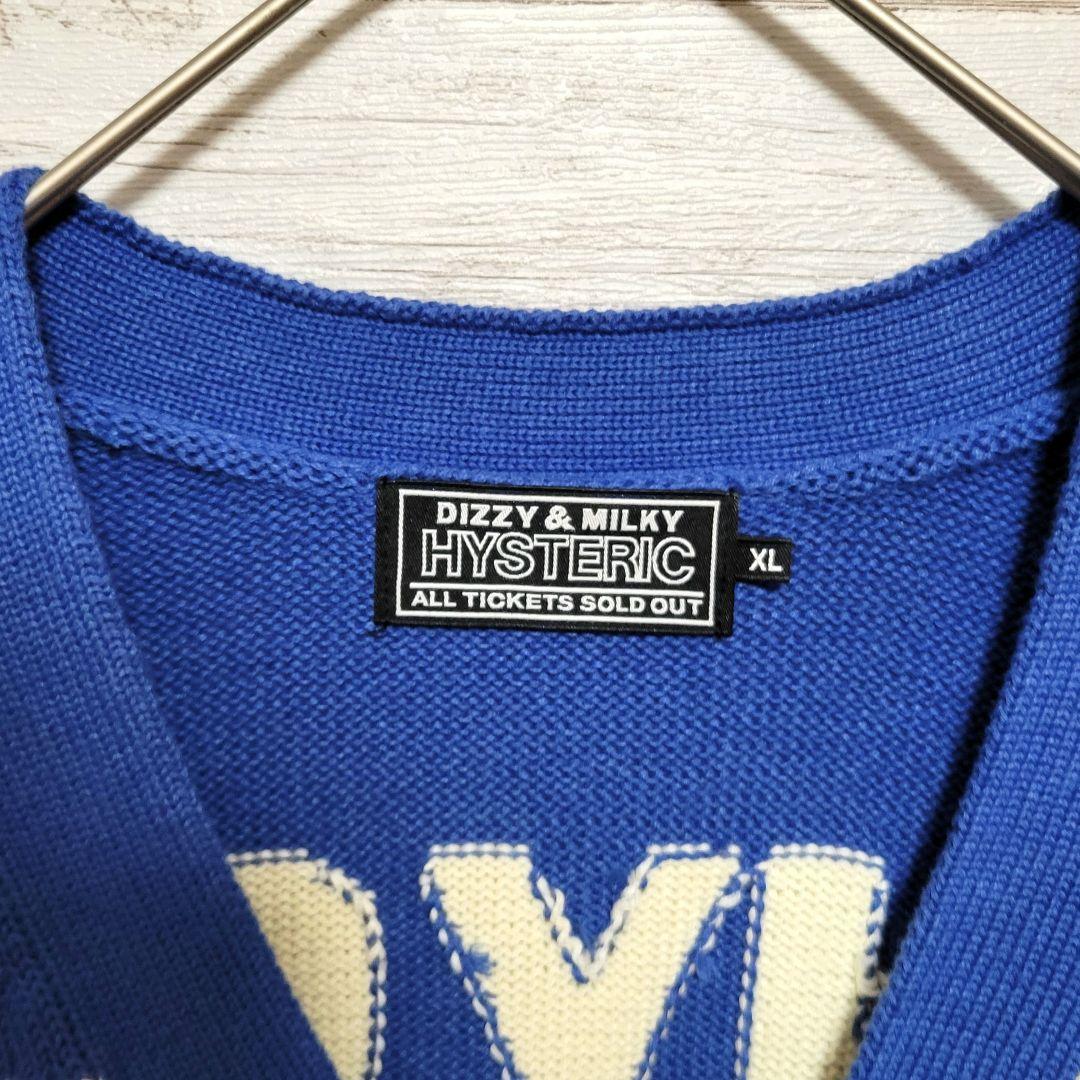 DIZZY & MILKY
HYSTERIC
ALL TICKETS SOLD OUT
XL